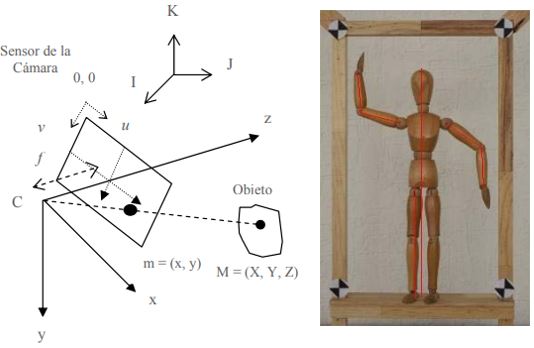 K
Sensor de la
Cámara
0, 0
I
J
v
u
z
f
C
Obieto
m = (x, y)
M = (X, Y, Z)
x
y